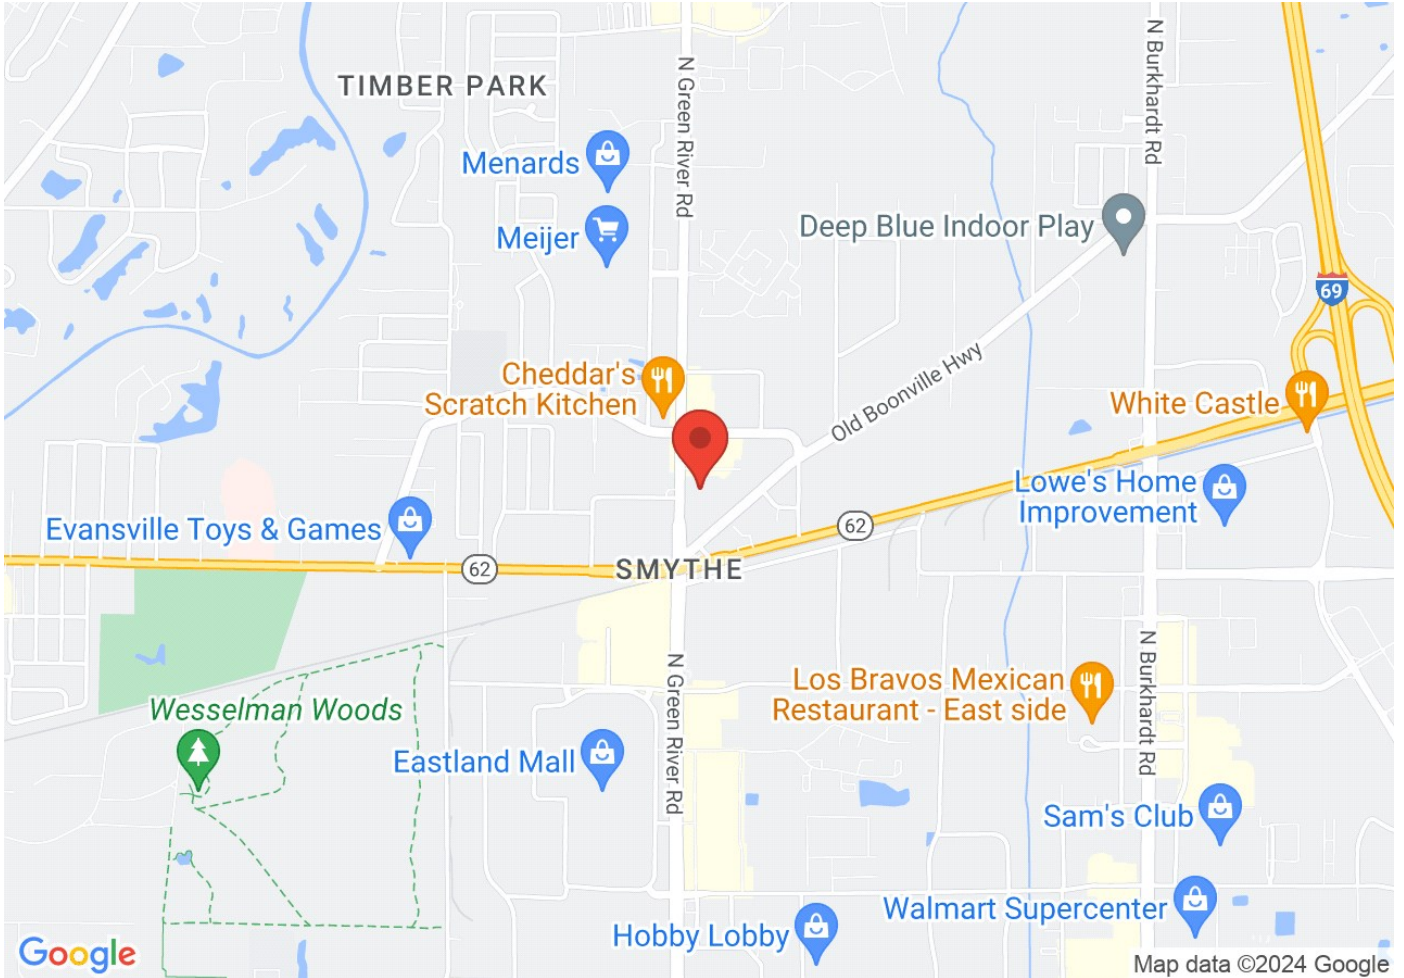 N Burkhardt Rd
TIMBER PARK
N Green River Rd
Menards
Meijer
Deep Blue Indoor Play
69
Cheddar's
Scratch Kitchen
Old Boonville Hwy
White Castle
Lowe's Home
Improvement
Evansville Toys & Games
62
62
SMYTHE
N Burkhardt Rd
N Green River Rd
Los Bravos Mexican
Restaurant - East side
Wesselman Woods
Eastland Mall
Sam's Club
Walmart Supercenter
Hobby Lobby
Google
Map data ©2024 Google